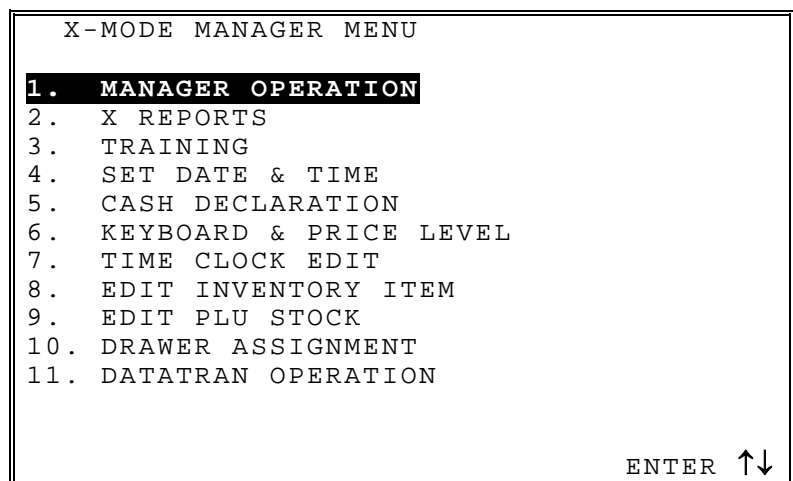 X-MODE MANAGER MENU
1. MANAGER OPERATION
2. X REPORTS
3. TRAINING
4. SET DATE & TIME
5. CASH DECLARATION
6. KEYBOARD & PRICE LEVEL
7. TIME CLOCK EDIT
8. EDIT INVENTORY ITEM
9. EDIT PLU STOCK
10. DRAWER ASSIGNMENT
11. DATATRAN OPERATION
ENTER ↑↓